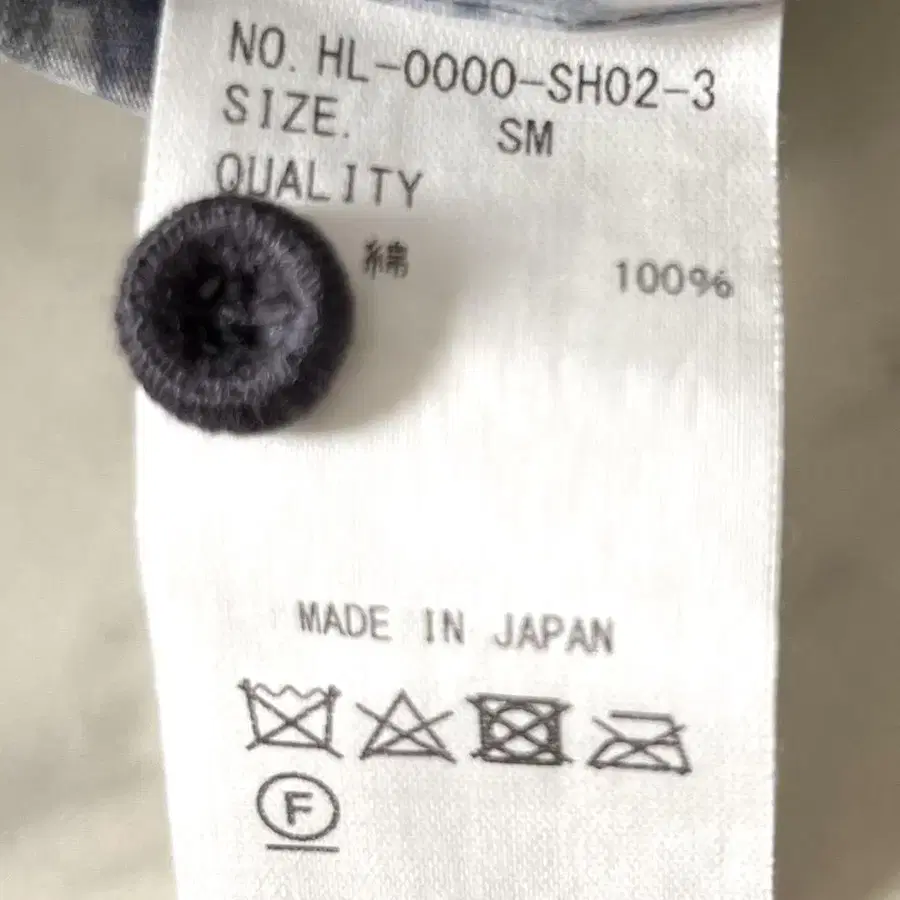 NO. HL-0000-SH02-3
SIZE. SM
QUALITY
綿 100%
MADE IN JAPAN
F